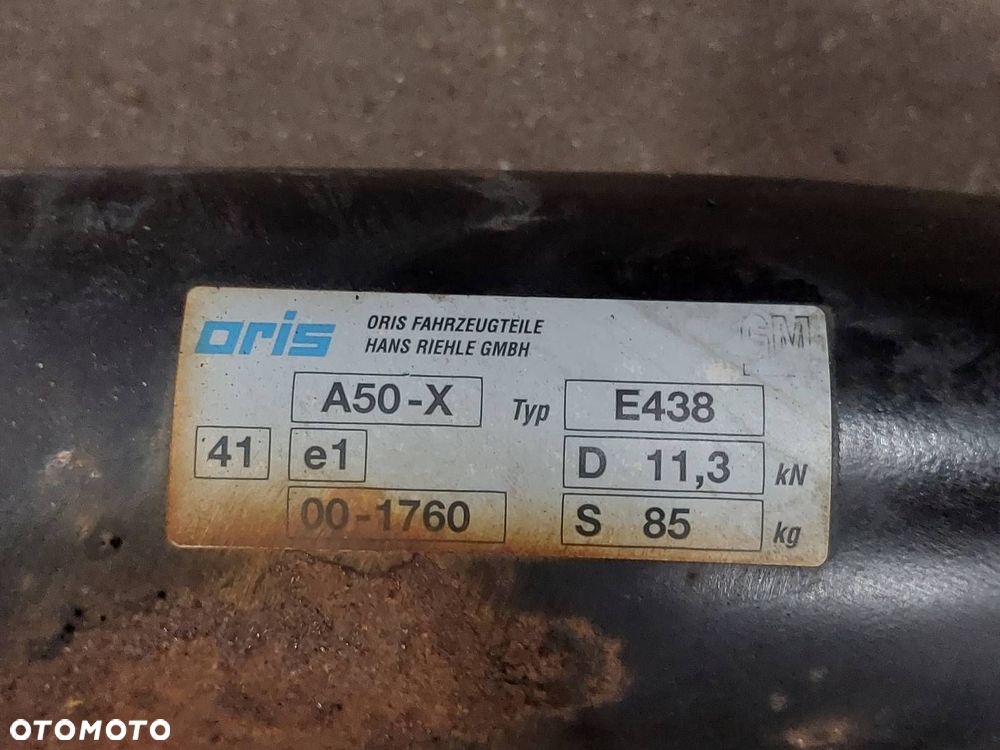 oris
ORIS FAHRZEUGTEILE
HANS RIEHLE GMBH
GM
A50-X Typ E438
41 e1 D 11,3 kN
00-1760 S 85 kg
OTOMOTO